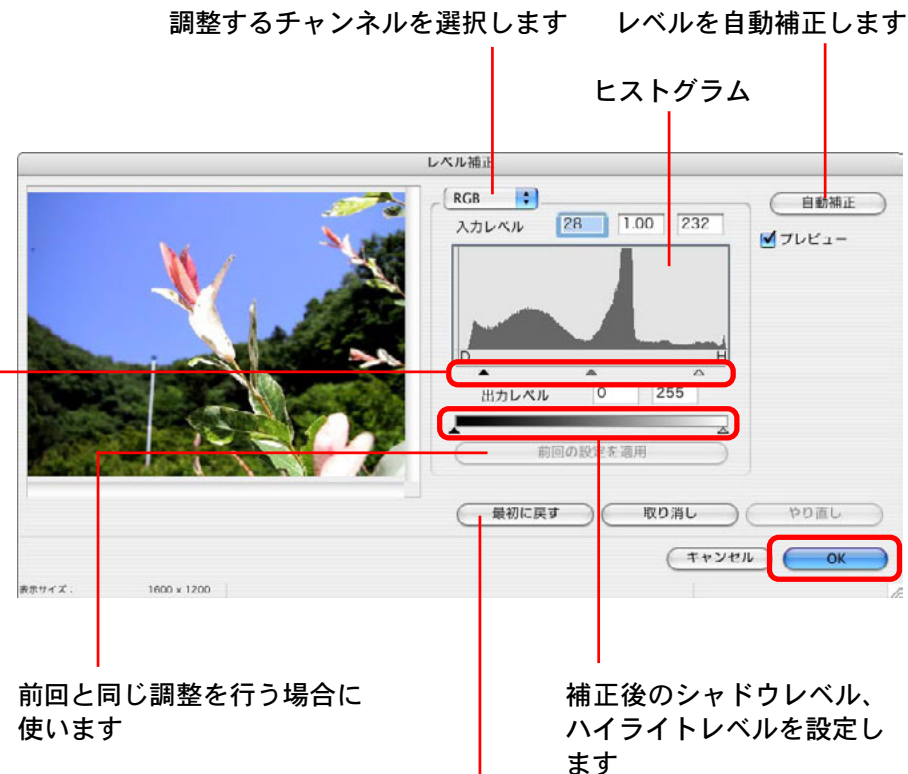 調整するチャンネルを選択します
レベルを自動補正します
ヒストグラム
レベル補正
RGB
自動補正
入力レベル 28 1.00 232
プレビュー
D H
出力レベル 0 255
前回の設定を適用
最初に戻す 取り消し やり直し
キャンセル OK
表示サイズ： 1600 x 1200
前回と同じ調整を行う場合に
使います
補正後のシャドウレベル、
ハイライトレベルを設定し
ます